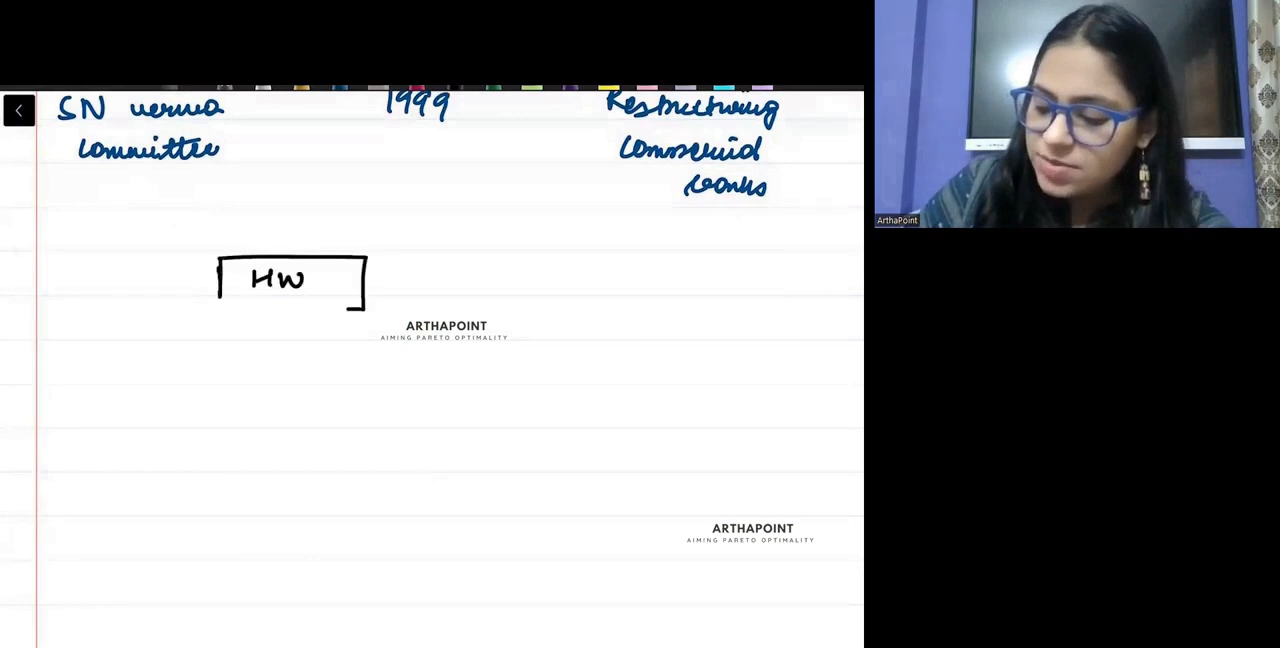 SN verma 1999 Restructuring
committee commercial
banks
HW
ARTHAPOINT
AIMING PARETO OPTIMALITY
ARTHAPOINT
AIMING PARETO OPTIMALITY
ArthaPoint